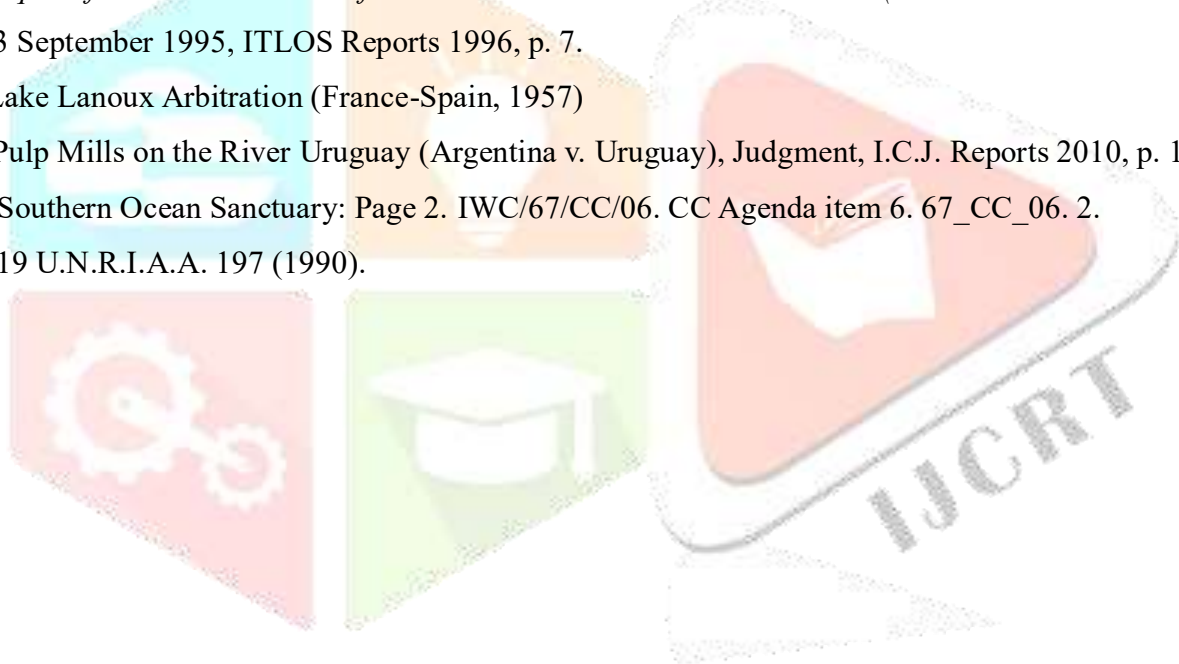 3 September 1995, ITLOS Reports 1996, p. 7.
Lake Lanoux Arbitration (France-Spain, 1957)
Pulp Mills on the River Uruguay (Argentina v. Uruguay), Judgment, I.C.J. Reports 2010, p. 1
Southern Ocean Sanctuary: Page 2. IWC/67/CC/06. CC Agenda item 6. 67_CC_06. 2.
19 U.N.R.I.A.A. 197 (1990).
IJCRT